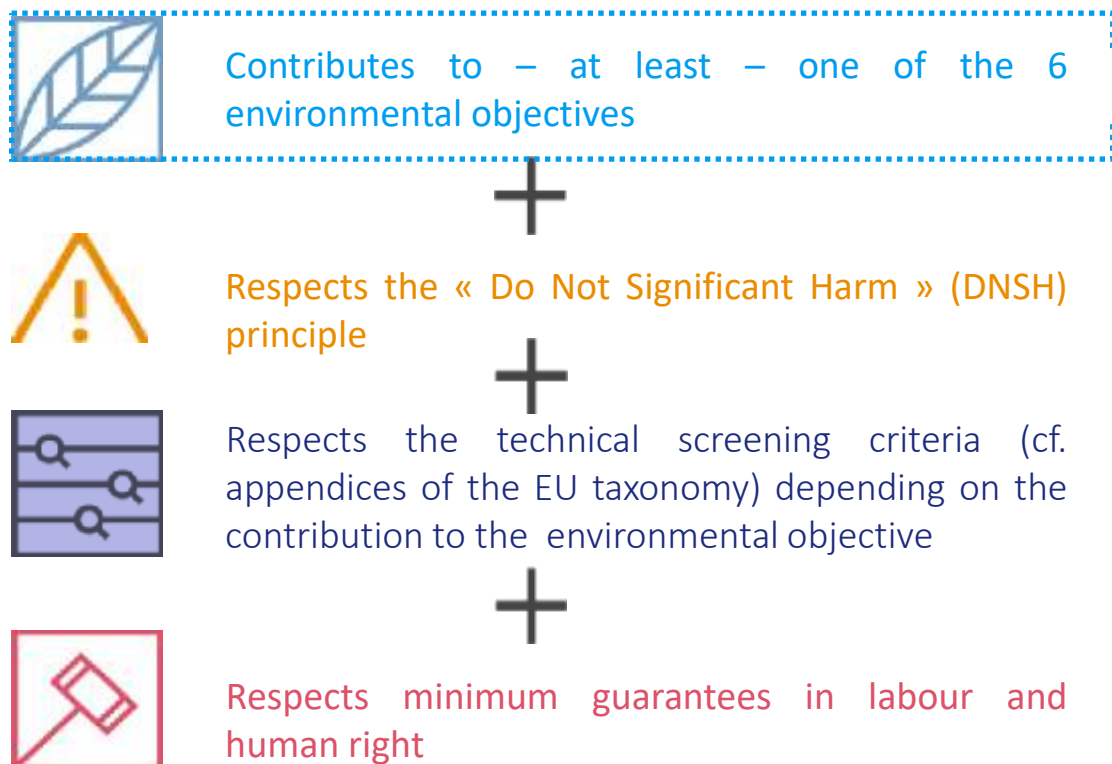 Contributes to – at least – one of the 6
environmental objectives
Respects the « Do Not Significant Harm » (DNSH)
principle
Respects the technical screening criteria (cf.
appendices of the EU taxonomy) depending on the
contribution to the environmental objective
Respects minimum guarantees in labour and
human right